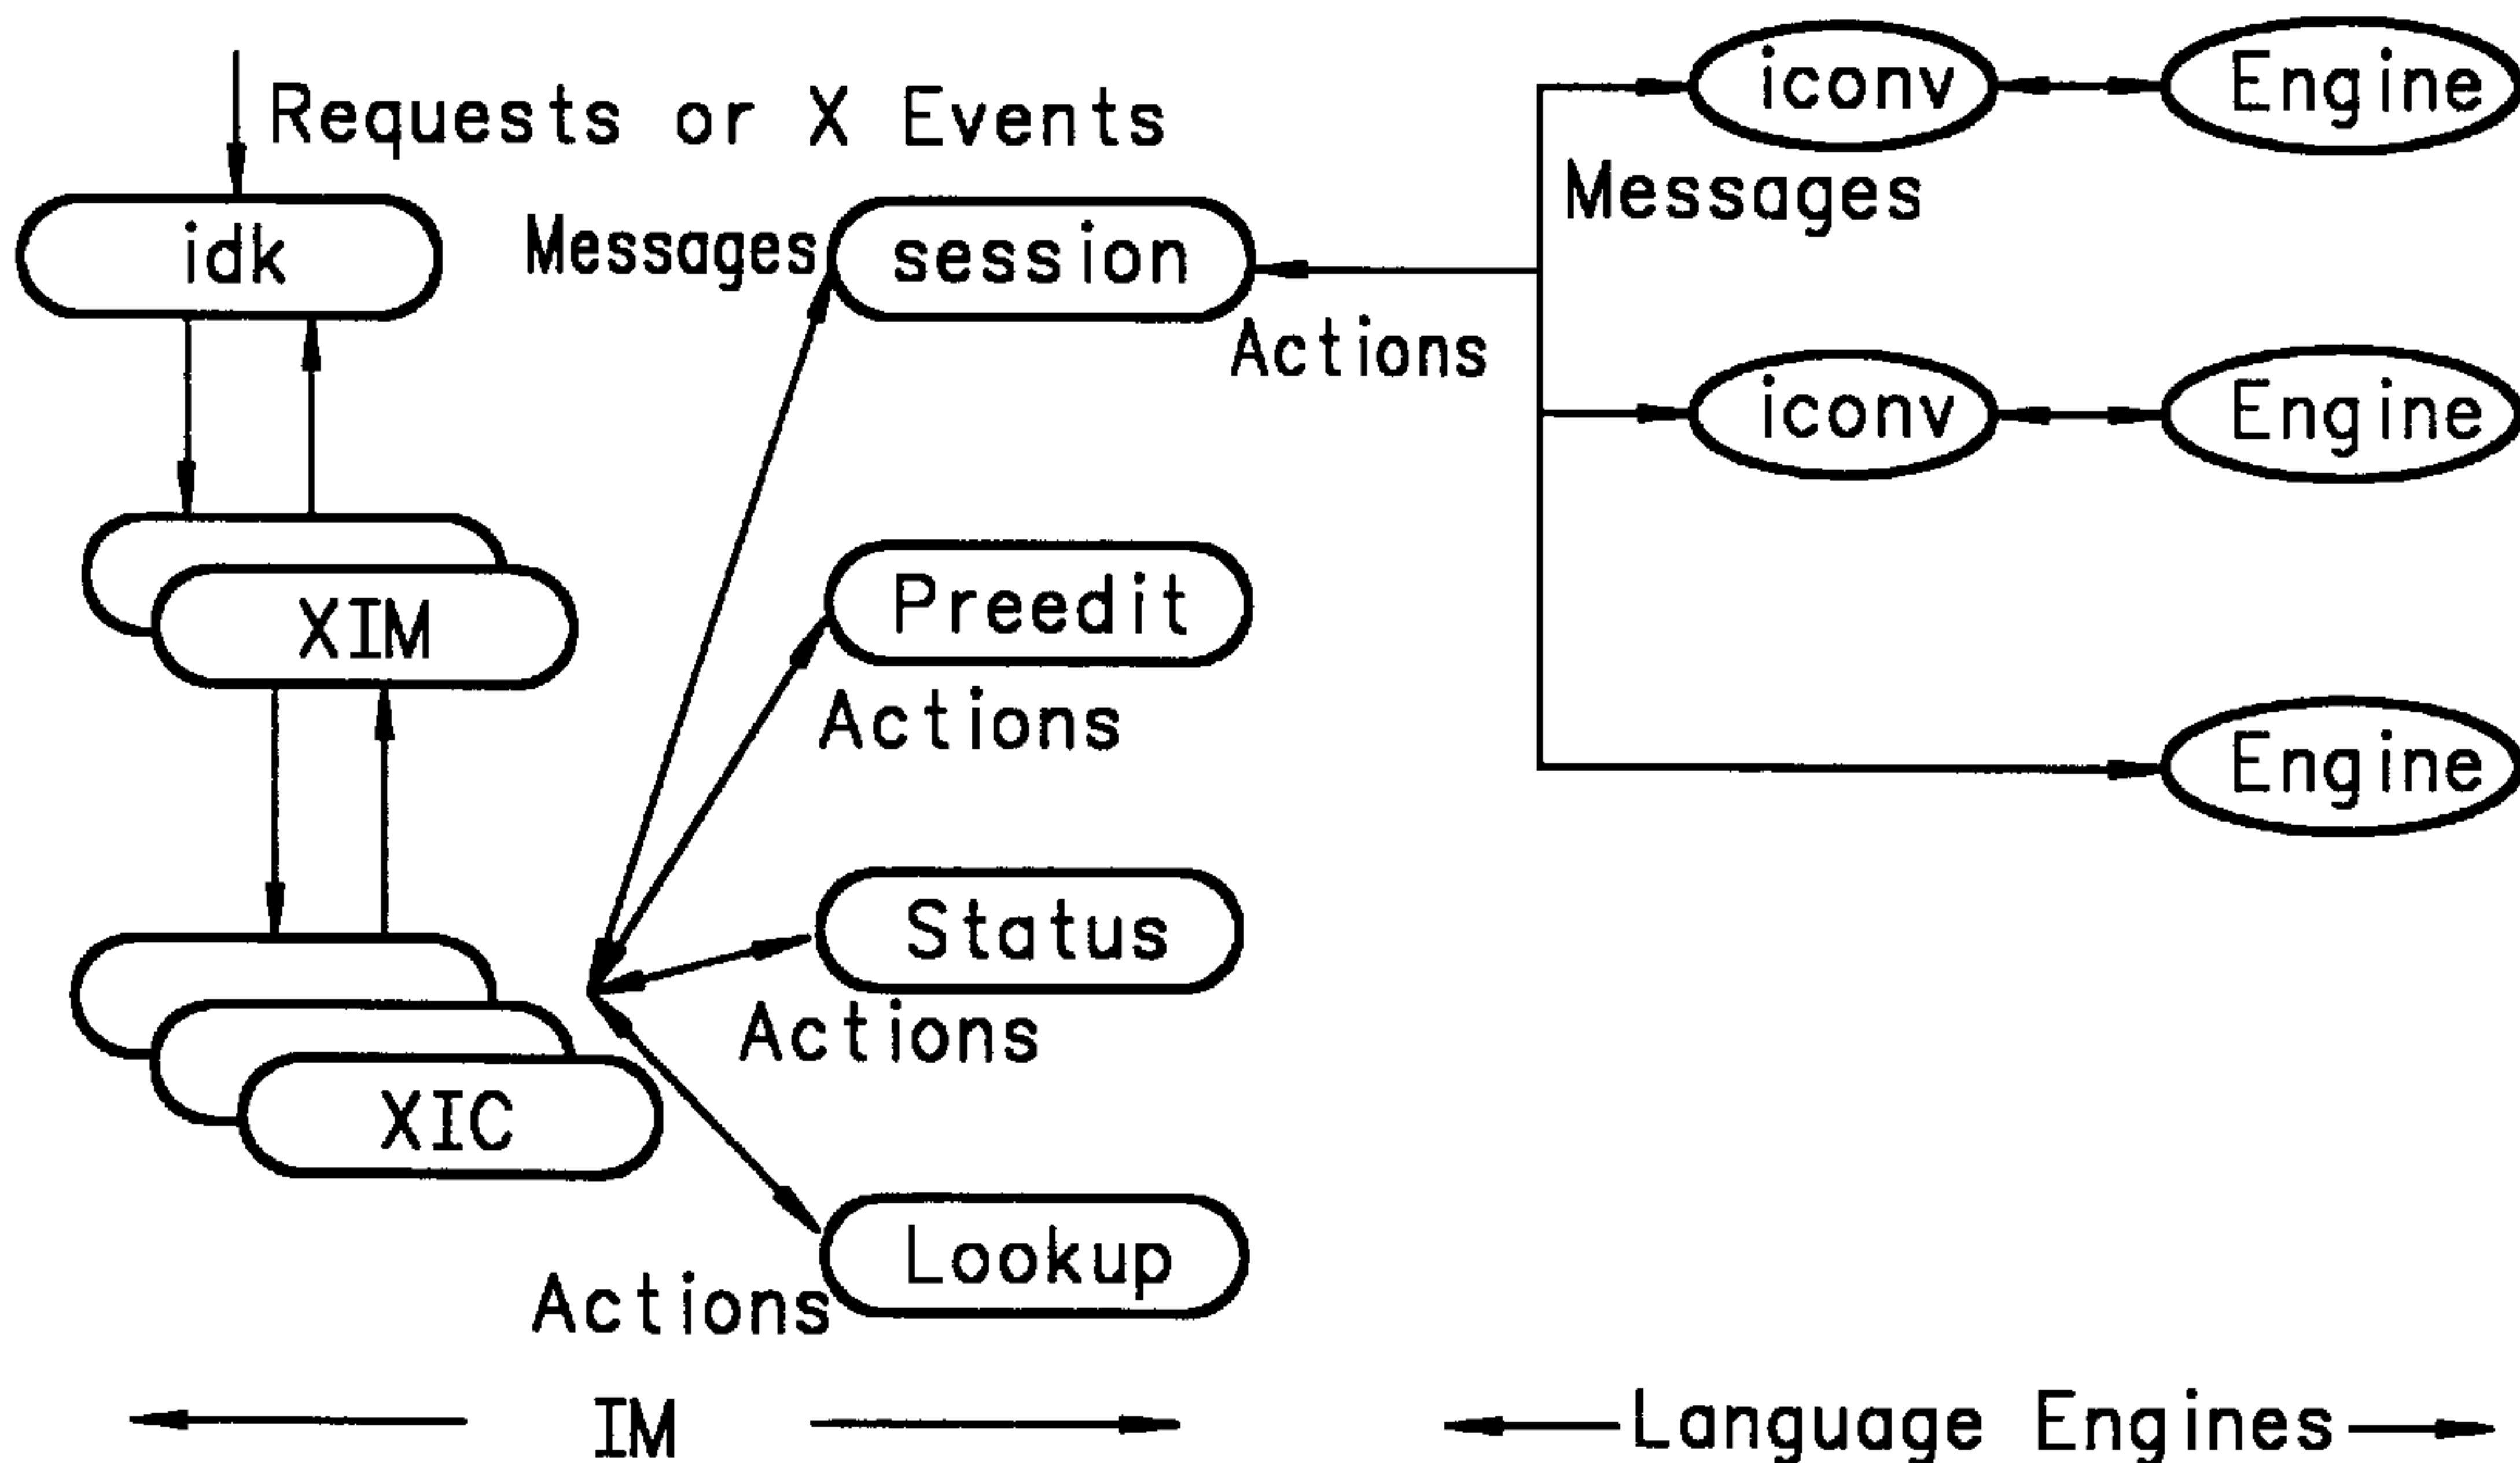 Requests or X Events
idk
Messages
session
Actions
iconv
Engine
Messages
iconv
Engine
XIM
Preedit
Actions
Engine
Status
Actions
XIC
Lookup
Actions
IM
Language Engines